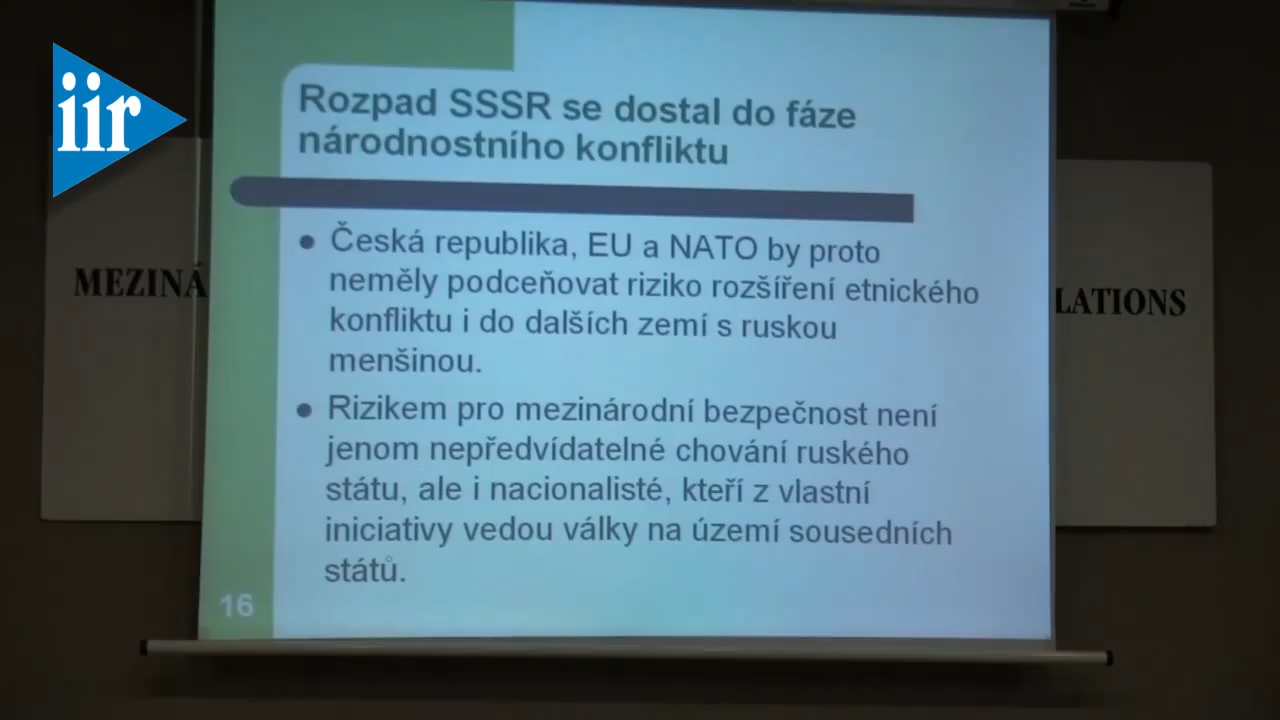 iir
Rozpad SSSR se dostal do fáze
národnostního konfliktu
MEZINÁ
LATIONS
• Česká republika, EU a NATO by proto
neměly podceňovat riziko rozšíření etnického
konfliktu i do dalších zemí s ruskou
menšinou.
• Rizikem pro mezinárodní bezpečnost není
jenom nepředvídatelné chování ruského
státu, ale i nacionalisté, kteří z vlastní
iniciativy vedou války na území sousedních
států.
16